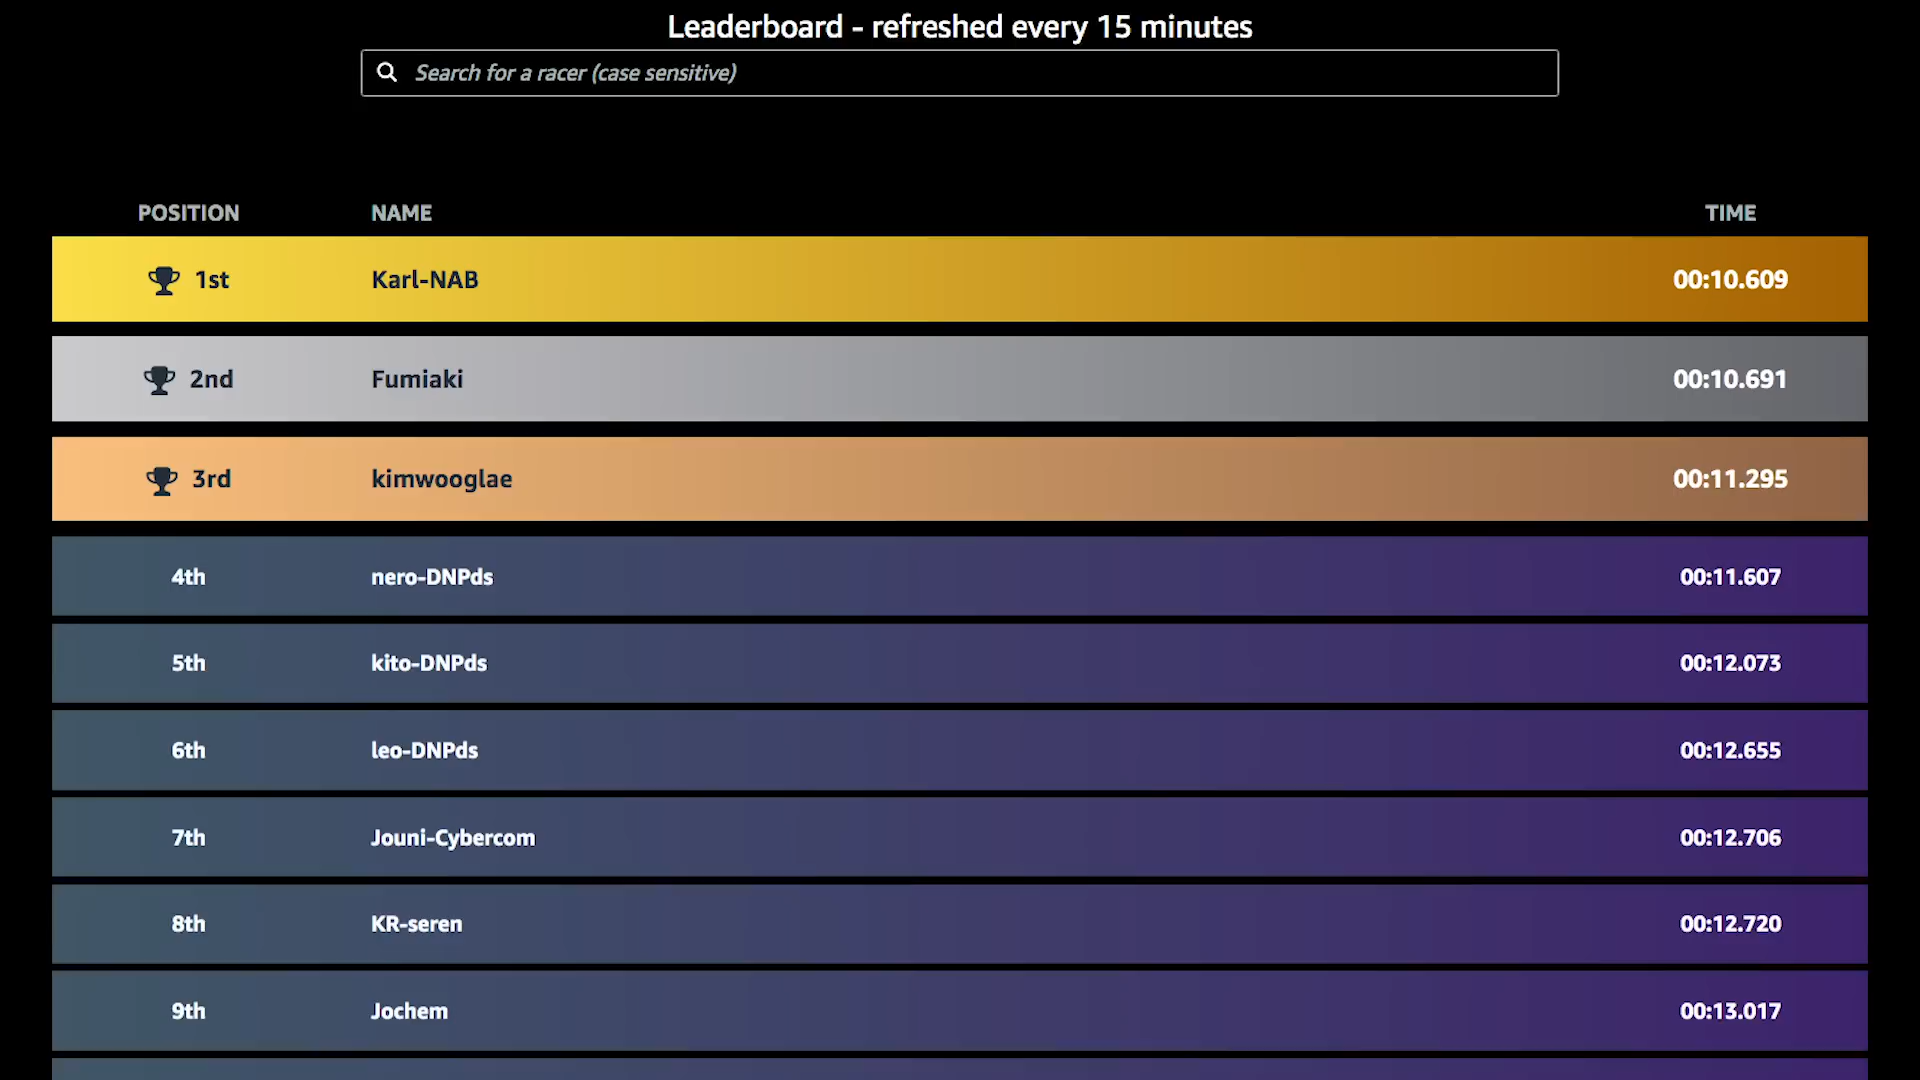 Leaderboard - refreshed every 15 minutes
Search for a racer (case sensitive)
POSITION NAME TIME
1st Karl-NAB 00:10.609
2nd Fumiaki 00:10.691
3rd kimwooglae 00:11.295
4th nero-DNPds 00:11.607
5th kito-DNPds 00:12.073
6th leo-DNPds 00:12.655
7th Jouni-Cybercom 00:12.706
8th KR-seren 00:12.720
9th Jochem 00:13.017